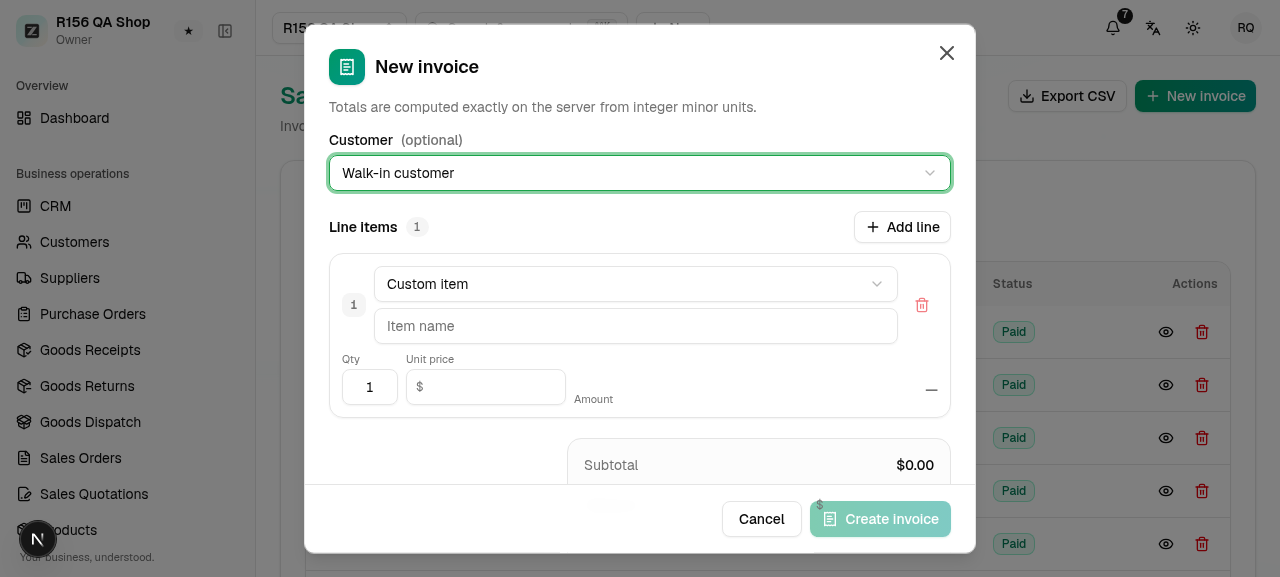 R156 QA Shop
Owner
7
RQ
New invoice
Totals are computed exactly on the server from integer minor units.
Export CSV
New invoice
Overview
Dashboard
Customer (optional)
Walk-in customer
Business operations
CRM
Customers
Suppliers
Purchase Orders
Goods Receipts
Goods Returns
Goods Dispatch
Sales Orders
Sales Quotations
Line items 1
Add line
1
Custom item
Item name
Qty
Unit price
1
$
Amount
—
Subtotal
$0.00
$
Cancel
Create invoice
Status
Actions
Paid
Paid
Paid
Paid
Paid
N
Your business, understood.